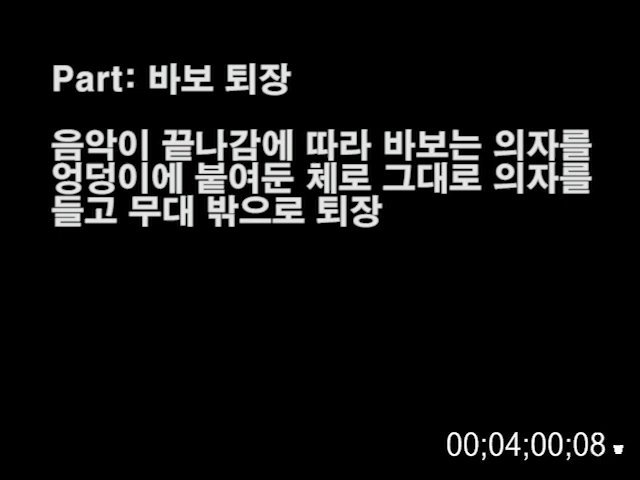 Part: 바보 퇴장
음악이 끝나감에 따라 바보는 의자를
엉덩이에 붙여둔 체로 그대로 의자를
들고 무대 밖으로 퇴장
00;04;00;08